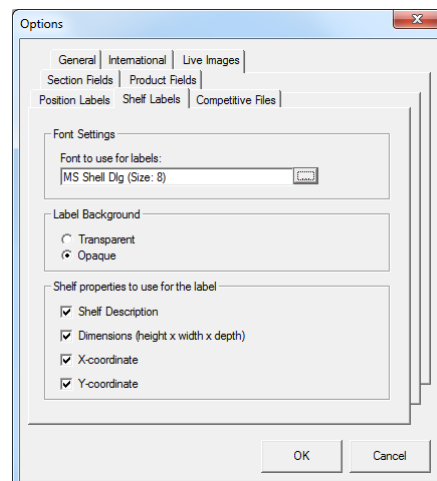 Options
General International Live Images
Section Fields Product Fields
Position Labels Shelf Labels Competitive Files
Font Settings
Font to use for labels:
MS Shell Dlg (Size: 8)
...
Label Background
Transparent
Opaque
Shelf properties to use for the label
Shelf Description
Dimensions (height x width x depth)
X-coordinate
Y-coordinate
OK Cancel